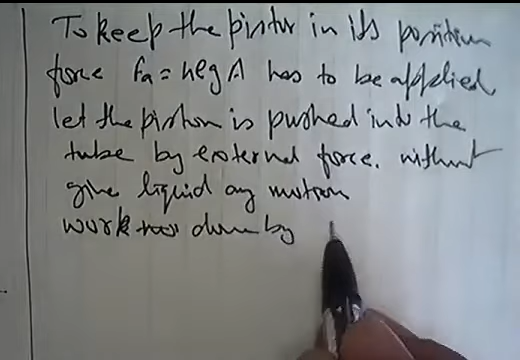 To keep the piston in its position
force Fa = hρg A has to be applied.
let the piston is pushed into the
tube by external force. without
give liquid any motion
work done by